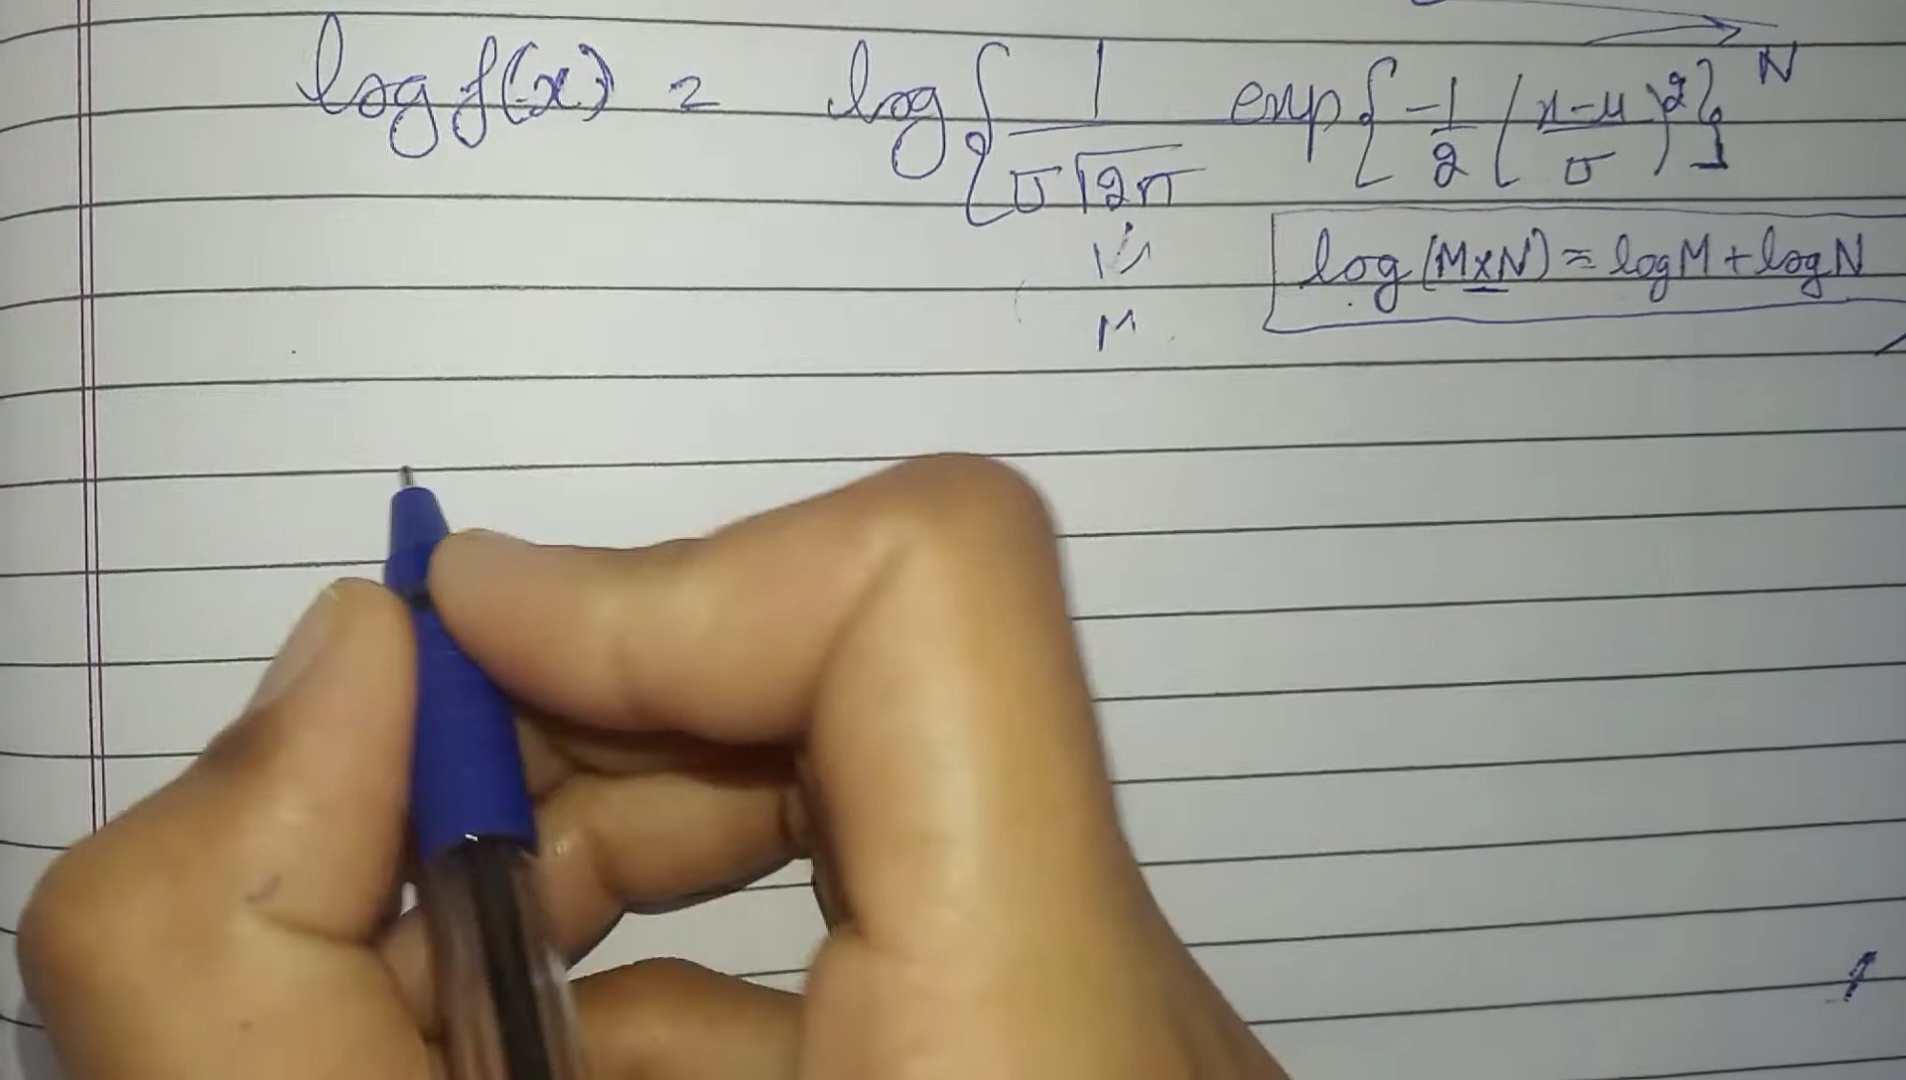 log f(x) = log { 1 / σ√2π exp { -1/2 ( x-μ / σ )² } N
log (M×N) = log M + log N
M